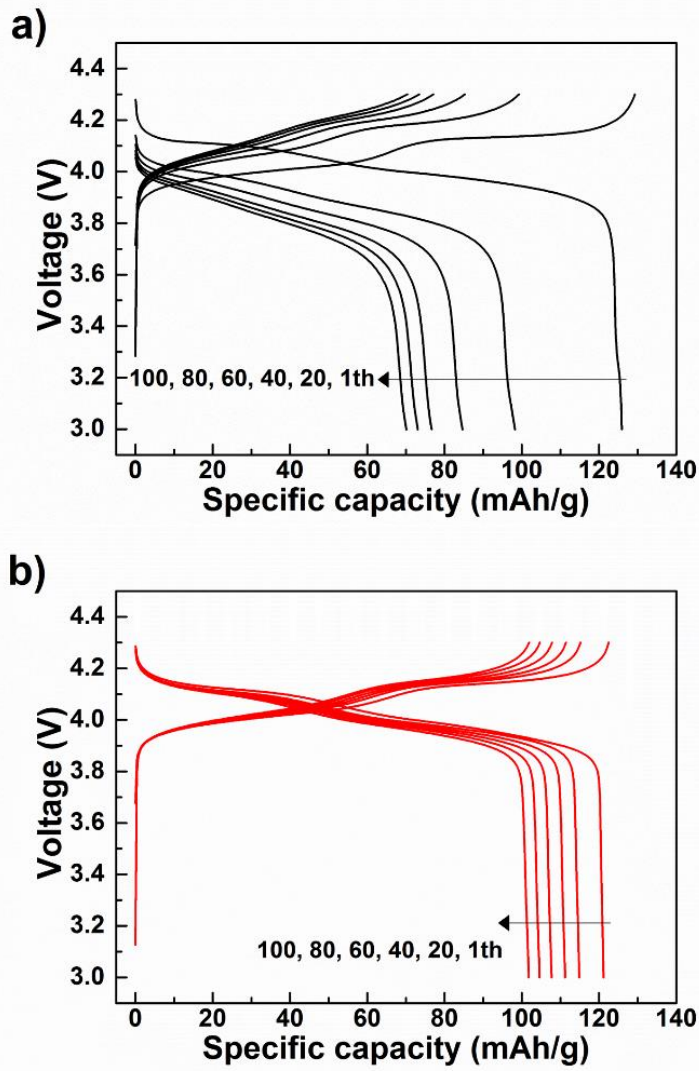 a)
4.4
4.2
4.0
3.8
3.6
3.4
3.2
3.0
Voltage (V)
100, 80, 60, 40, 20, 1th
0 20 40 60 80 100 120 140
Specific capacity (mAh/g)
b)
4.4
4.2
4.0
3.8
3.6
3.4
3.2
3.0
Voltage (V)
100, 80, 60, 40, 20, 1th
0 20 40 60 80 100 120 140
Specific capacity (mAh/g)